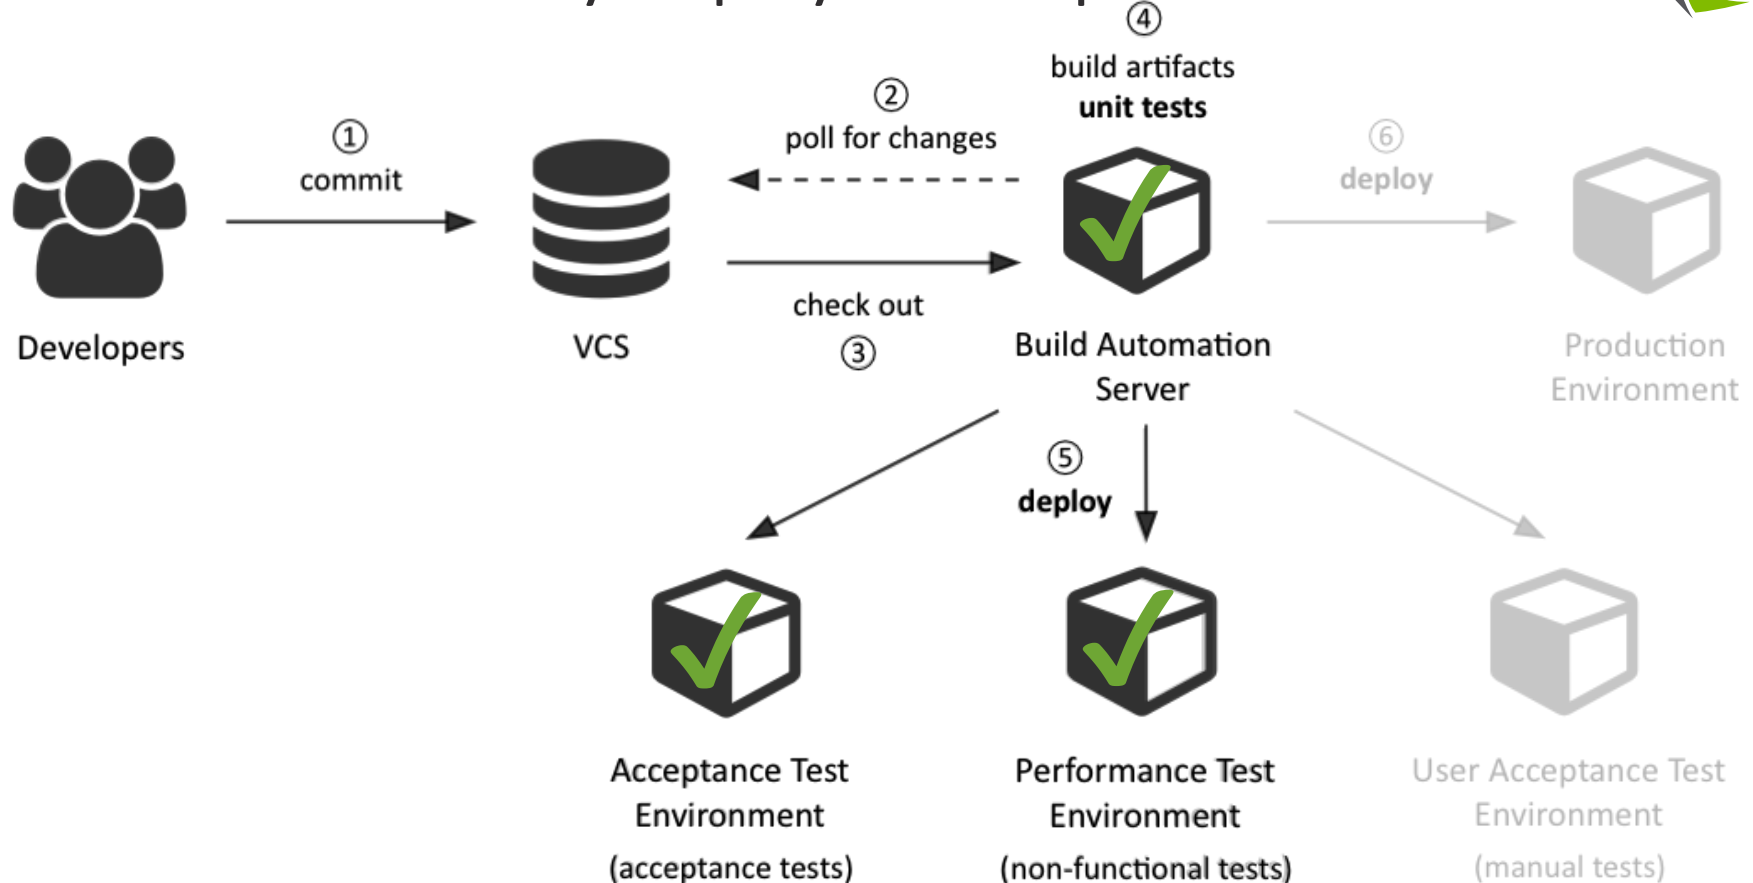 ④
build artifacts
unit tests
②
poll for changes
①
commit
⑥
deploy
check out
③
Developers
VCS
Build Automation
Server
Production
Environment
⑤
deploy
Acceptance Test
Environment
(acceptance tests)
Performance Test
Environment
(non-functional tests)
User Acceptance Test
Environment
(manual tests)